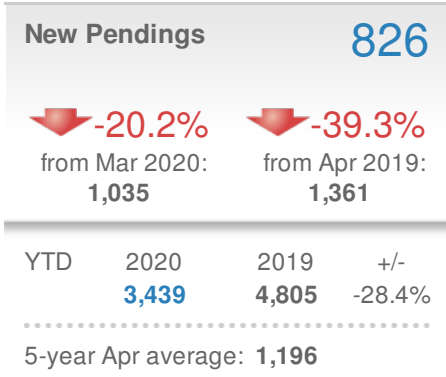 New Pendings 826
-20.2% -39.3%
from Mar 2020: from Apr 2019:
1,035 1,361
YTD 2020 2019 +/-
3,439 4,805 -28.4%
5-year Apr average: 1,196